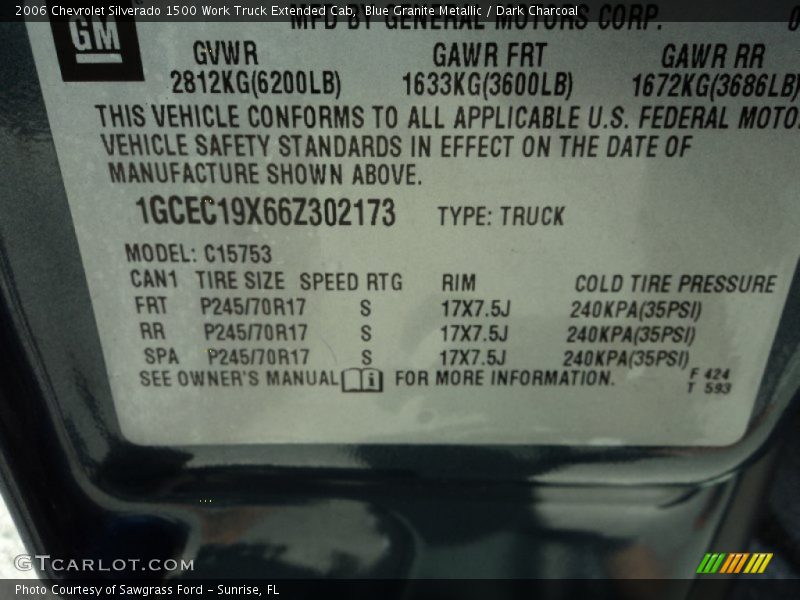 2006 Chevrolet Silverado 1500 Work Truck Extended Cab, Blue Granite Metallic / Dark Charcoal
MFD BY GENERAL MOTORS CORP.
GM
GVWR GAWR FRT GAWR RR
2812KG(6200LB) 1633KG(3600LB) 1672KG(3686LB)
THIS VEHICLE CONFORMS TO ALL APPLICABLE U.S. FEDERAL MOTO
VEHICLE SAFETY STANDARDS IN EFFECT ON THE DATE OF
MANUFACTURE SHOWN ABOVE.
1GCEC19X66Z302173 TYPE: TRUCK
MODEL: C15753
CAN1 TIRE SIZE SPEED RTG RIM COLD TIRE PRESSURE
FRT P245/70R17 S 17X7.5J 240KPA(35PSI)
RR P245/70R17 S 17X7.5J 240KPA(35PSI)
SPA P245/70R17 S 17X7.5J 240KPA(35PSI)
SEE OWNER'S MANUAL i FOR MORE INFORMATION.
F 424
T 593
GTCARLOT.COM
Photo Courtesy of Sawgrass Ford - Sunrise, FL